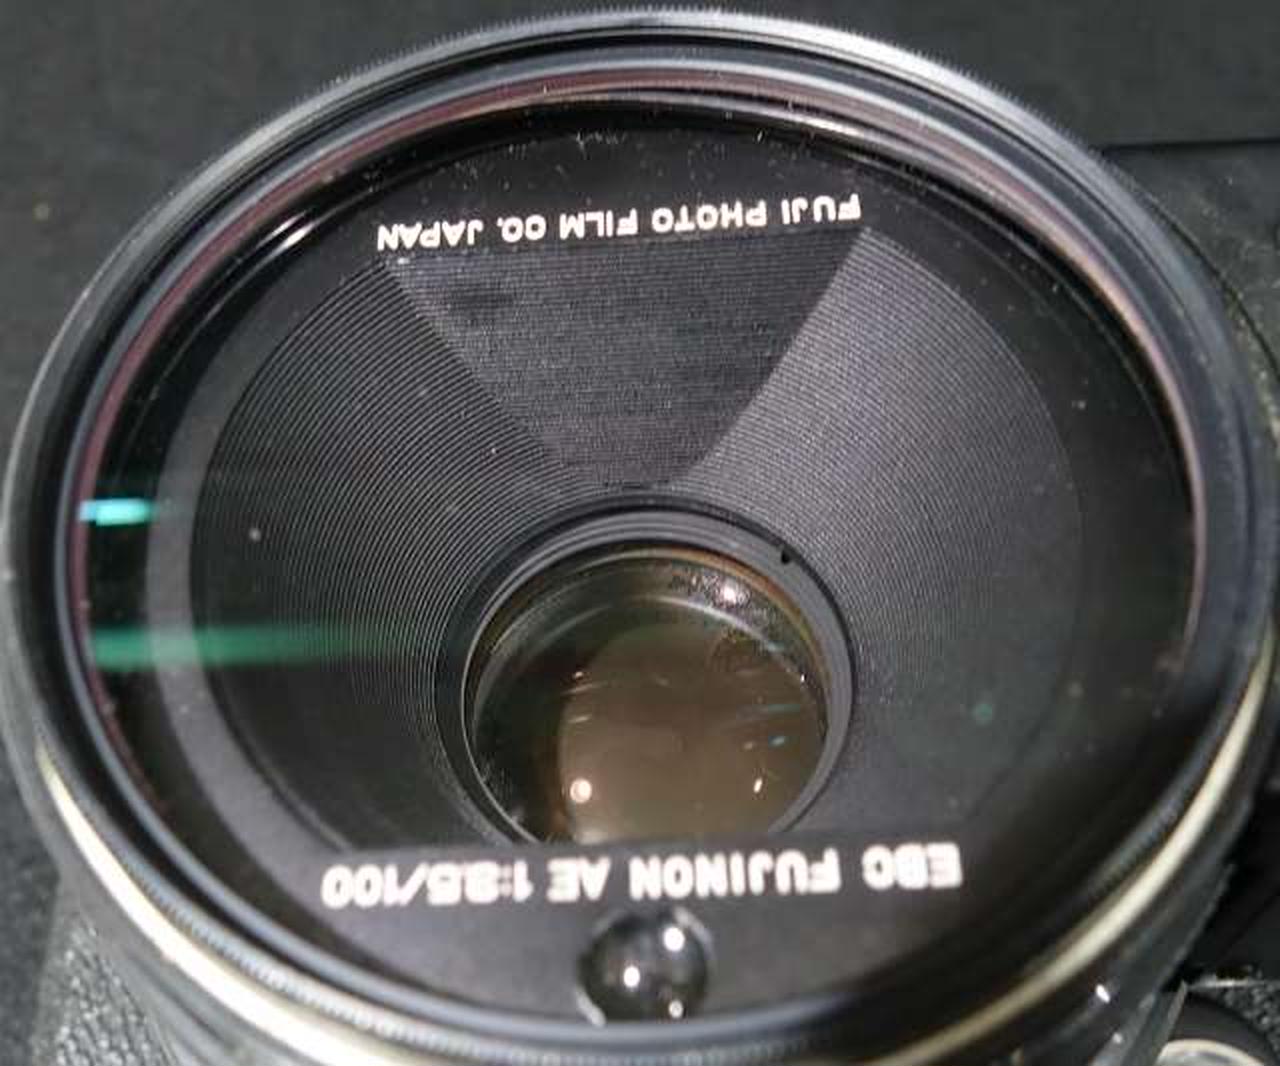 EBC FUJINON AE 1:3.5/100
FUJI PHOTO FILM CO. JAPAN